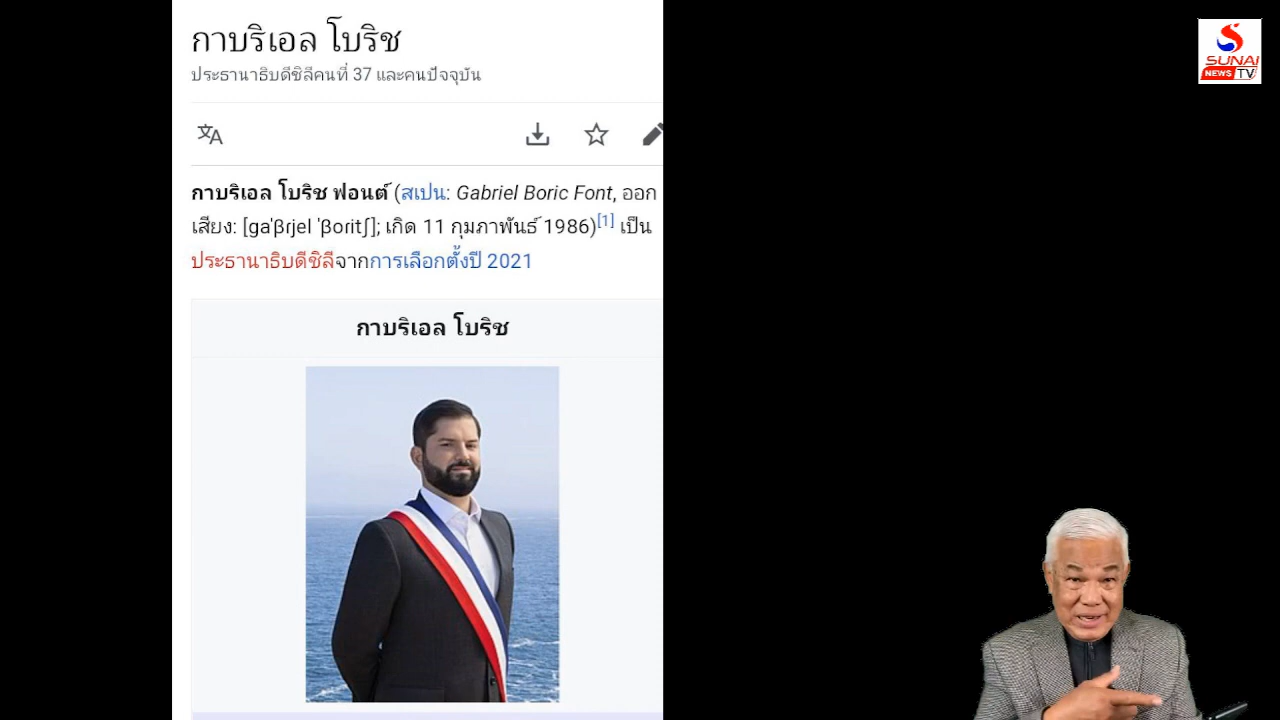 กาบริเอล โบริช
ประธานาธิบดีชิลีคนที่ 37 และคนปัจจุบัน
กาบริเอล โบริช ฟอนต์ (สเปน: Gabriel Boric Font, ออก
เสียง: [ɡaˈβɾjel ˈβoɾitʃ]; เกิด 11 กุมภาพันธ์ 1986)[1] เป็น
ประธานาธิบดีชิลีจากการเลือกตั้งปี 2021
กาบริเอล โบริช
SUNAI
NEWS TV